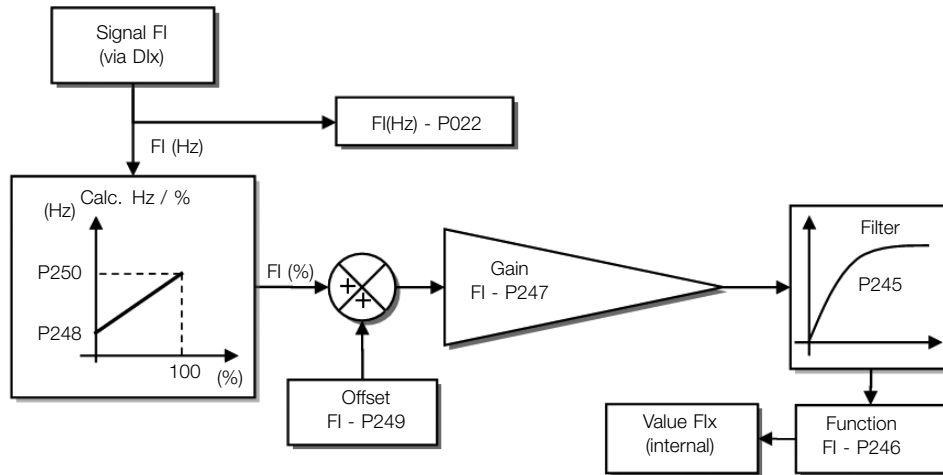 Signal FI
(via DIx)
FI(Hz) - P022
FI (Hz)
Calc. Hz / %
(Hz)
P250
P248
100
(%)
FI (%)
+
+
Offset
FI - P249
Gain
FI - P247
Filter
P245
Function
FI - P246
Value FIx
(internal)